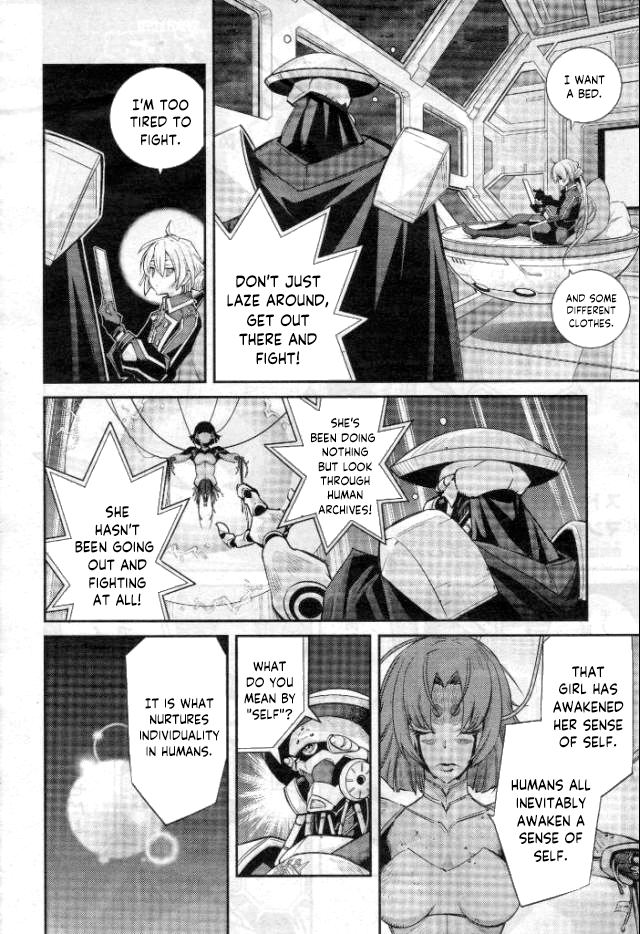 I WANT
A BED.
AND SOME
DIFFERENT
CLOTHES.
DON'T JUST
LAZE AROUND,
GET OUT
THERE AND
FIGHT!
I'M TOO
TIRED TO
FIGHT.
SHE'S
BEEN DOING
NOTHING
BUT LOOK
THROUGH
HUMAN
ARCHIVES!
SHE
HASN'T
BEEN GOING
OUT AND
FIGHTING
AT ALL!
THAT
GIRL HAS
AWAKENED
HER SENSE
OF SELF.
HUMANS ALL
INEVITABLY
AWAKEN A
SENSE OF
SELF.
WHAT
DO YOU
MEAN BY
"SELF"?
IT IS WHAT
NURTURES
INDIVIDUALITY
IN HUMANS.